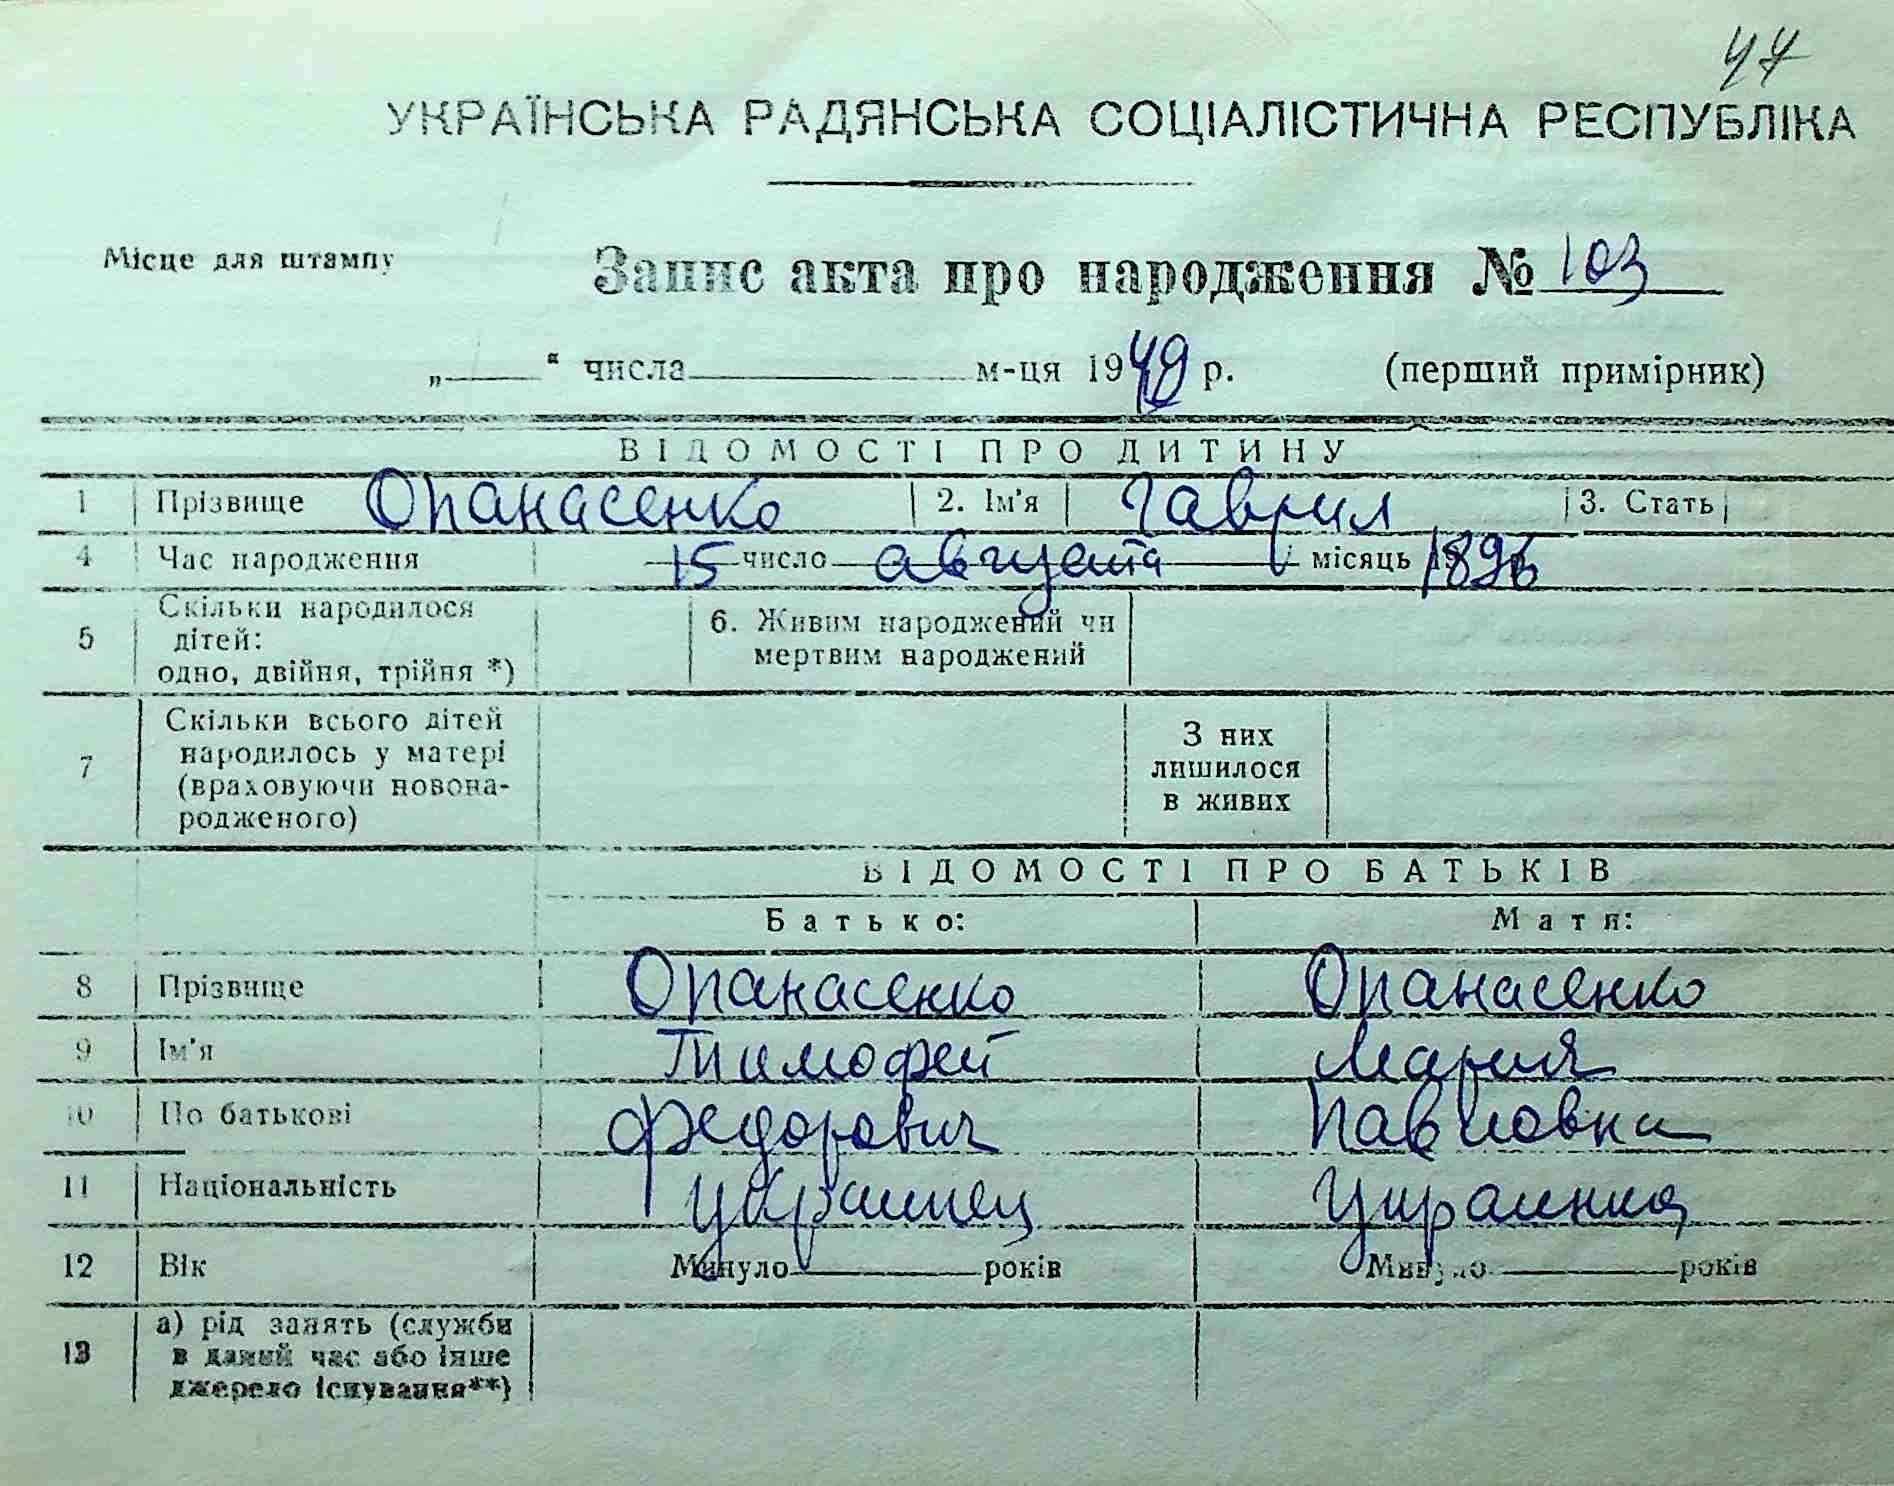 47
УКРАЇНСЬКА РАДЯНСЬКА СОЦІАЛІСТИЧНА РЕСПУБЛІКА
Місце для штампу
Запис акта про народження № 103
„ “ числа м-ця 1949 р. (перший примірник)
ВІДОМОСТІ ПРО ДИТИНУ
1 Прізвище Опанасенко 2. Ім'я Гаврил 3. Стать
4 Час народження 15 число августа місяць 1896
5 Скільки народилося дітей: одно, двійня, трійня *) 6. Живим народжений чи мертвим народжений
7 Скільки всього дітей народилось у матері (враховуючи новона-родженого) З них лишилося в живих
ВІДОМОСТІ ПРО БАТЬКІВ
Батько: Мати:
8 Прізвище Опанасенко Опанасенко
9 Ім'я Тимофей Мария
10 По батькові Федорович Павловна
11 Національність украинец Украинка
12 Вік Минуло років Минуло років
13 а) рід занять (служби в даний час або інше джерело існування**)